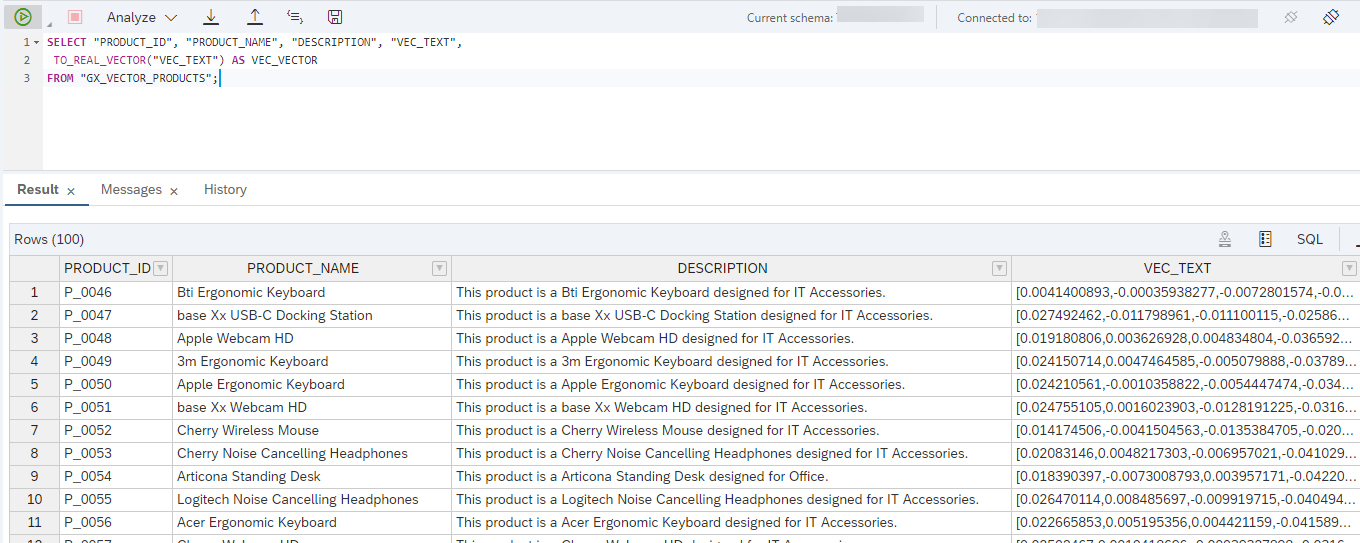 Analyze Current schema: Connected to:
1 SELECT "PRODUCT_ID", "PRODUCT_NAME", "DESCRIPTION", "VEC_TEXT",
2 TO_REAL_VECTOR("VEC_TEXT") AS VEC_VECTOR
3 FROM "GX_VECTOR_PRODUCTS";
Result × Messages × History
Rows (100) SQL
PRODUCT_ID PRODUCT_NAME DESCRIPTION VEC_TEXT
1 P_0046 Bti Ergonomic Keyboard This product is a Bti Ergonomic Keyboard designed for IT Accessories. [0.0041400893,-0.00035938277,-0.0072801574,-0.0...
2 P_0047 base Xx USB-C Docking Station This product is a base Xx USB-C Docking Station designed for IT Accessories. [0.027492462,-0.011798961,-0.011100115,-0.02586...
3 P_0048 Apple Webcam HD This product is a Apple Webcam HD designed for IT Accessories. [0.019180806,0.003626928,0.004834804,-0.036592...
4 P_0049 3m Ergonomic Keyboard This product is a 3m Ergonomic Keyboard designed for IT Accessories. [0.024150714,0.0047464585,-0.005079888,-0.03789...
5 P_0050 Apple Ergonomic Keyboard This product is a Apple Ergonomic Keyboard designed for IT Accessories. [0.024210561,-0.0010358822,-0.0054447474,-0.034...
6 P_0051 base Xx Webcam HD This product is a base Xx Webcam HD designed for IT Accessories. [0.024755105,0.0016023903,-0.0128191225,-0.0316...
7 P_0052 Cherry Wireless Mouse This product is a Cherry Wireless Mouse designed for IT Accessories. [0.014174506,-0.0041504563,-0.0135384705,-0.020...
8 P_0053 Cherry Noise Cancelling Headphones This product is a Cherry Noise Cancelling Headphones designed for IT Accessories. [0.02083146,0.0048217303,-0.006957021,-0.041029...
9 P_0054 Articona Standing Desk This product is a Articona Standing Desk designed for Office. [0.018390397,-0.0073008793,0.003957171,-0.04220...
10 P_0055 Logitech Noise Cancelling Headphones This product is a Logitech Noise Cancelling Headphones designed for IT Accessories. [0.026470114,0.008485697,-0.009919715,-0.040494...
11 P_0056 Acer Ergonomic Keyboard This product is a Acer Ergonomic Keyboard designed for IT Accessories. [0.022665853,0.005195356,0.004421159,-0.041589...